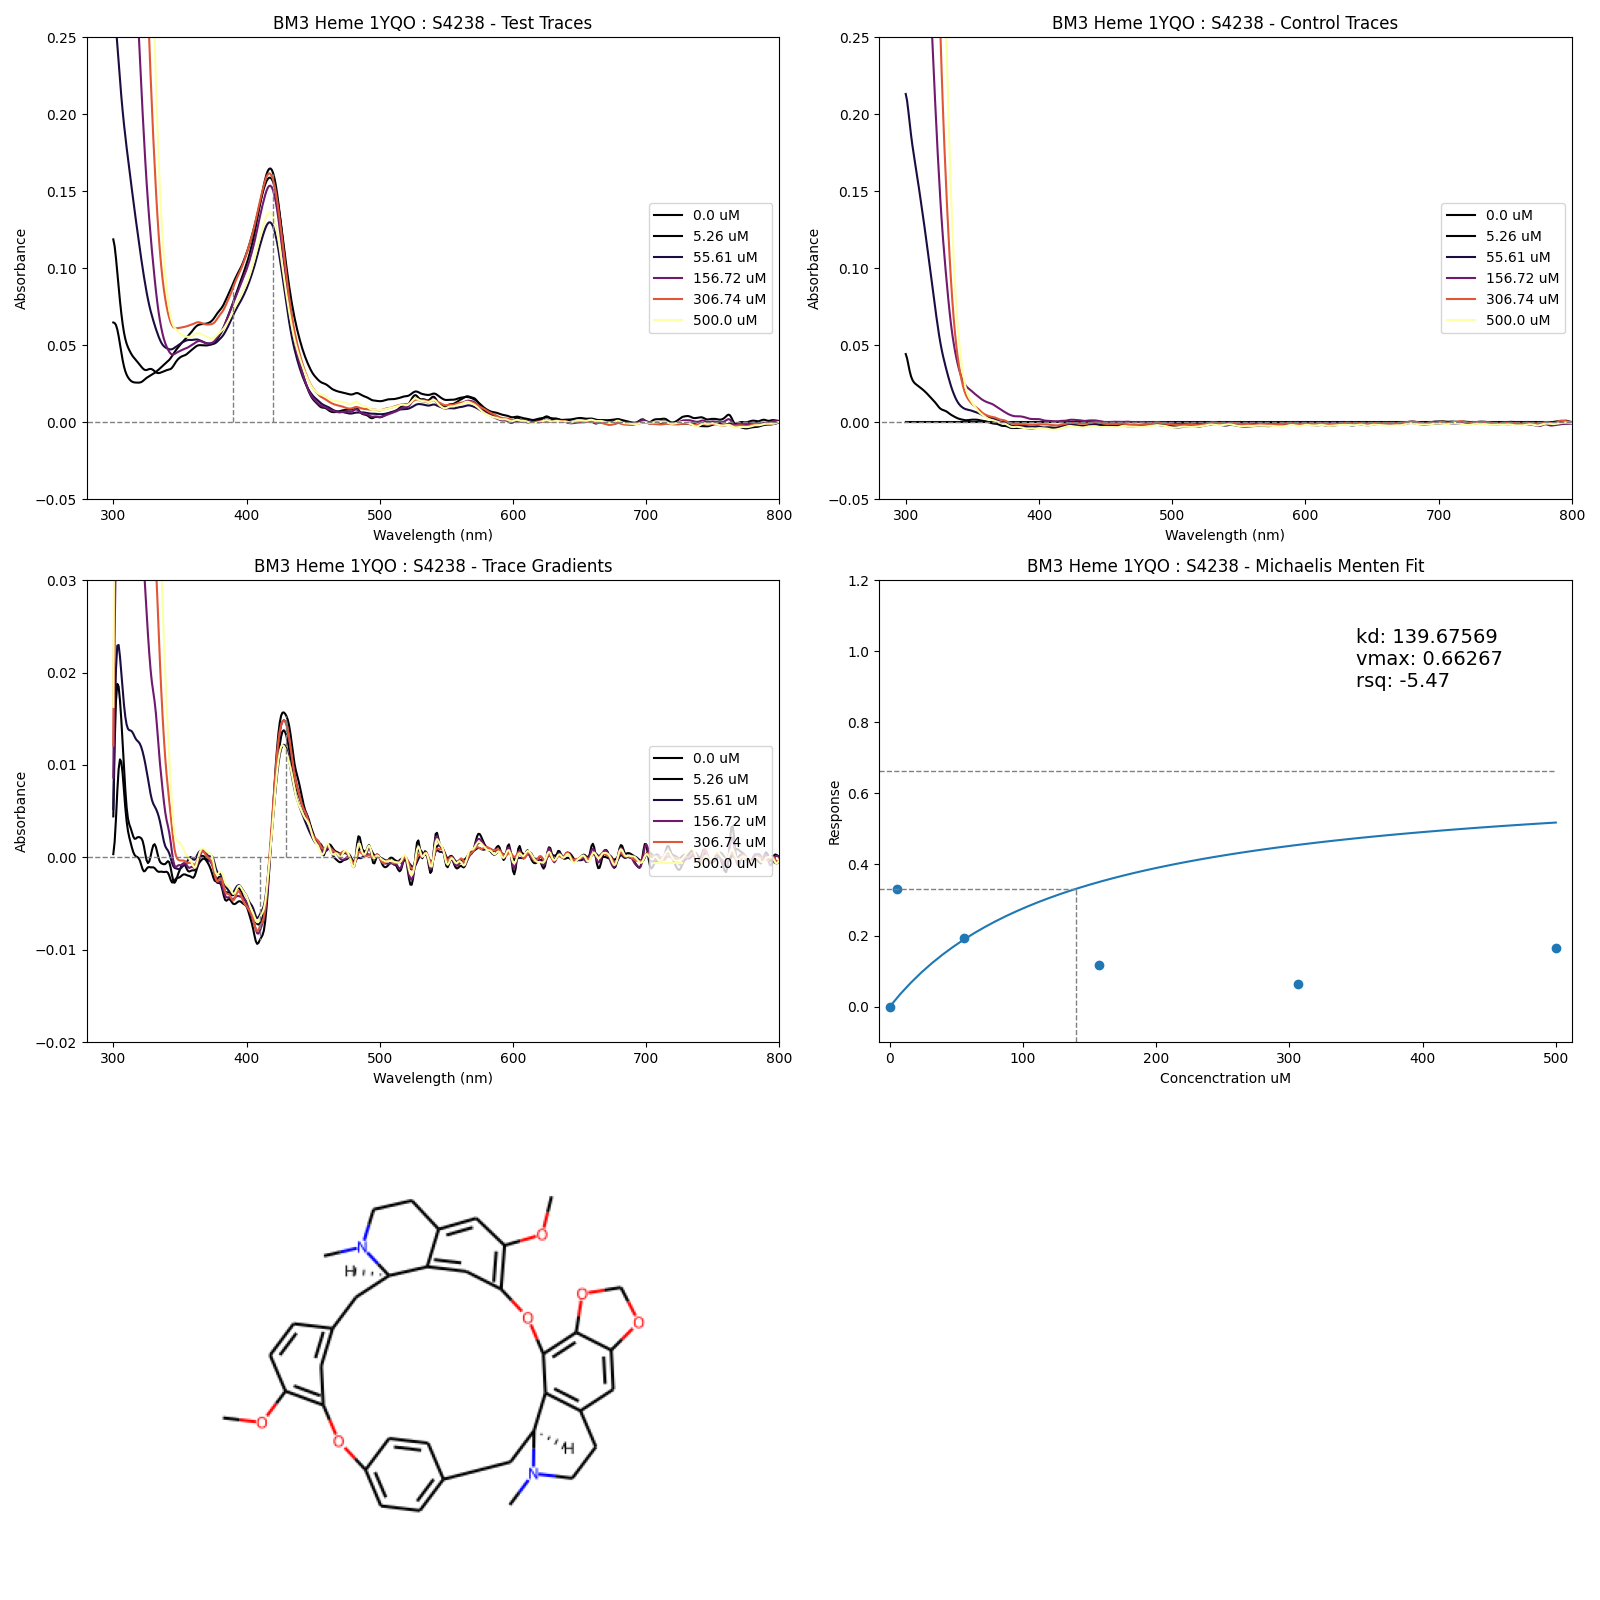 BM3 Heme 1YQO : S4238 - Test Traces
0.25
0.20
0.15
0.10
0.05
0.00
−0.05
Absorbance
300
400
500
600
700
800
Wavelength (nm)
0.0 uM
5.26 uM
55.61 uM
156.72 uM
306.74 uM
500.0 uM
BM3 Heme 1YQO : S4238 - Control Traces
0.25
0.20
0.15
0.10
0.05
0.00
−0.05
Absorbance
300
400
500
600
700
800
Wavelength (nm)
0.0 uM
5.26 uM
55.61 uM
156.72 uM
306.74 uM
500.0 uM
BM3 Heme 1YQO : S4238 - Trace Gradients
0.03
0.02
0.01
0.00
−0.01
−0.02
Absorbance
300
400
500
600
700
800
Wavelength (nm)
0.0 uM
5.26 uM
55.61 uM
156.72 uM
306.74 uM
500.0 uM
BM3 Heme 1YQO : S4238 - Michaelis Menten Fit
1.2
1.0
0.8
0.6
0.4
0.2
0.0
Response
0
100
200
300
400
500
Concenctration uM
kd: 139.67569
vmax: 0.66267
rsq: -5.47
O
N
H
O
O
O
O
O
H
N